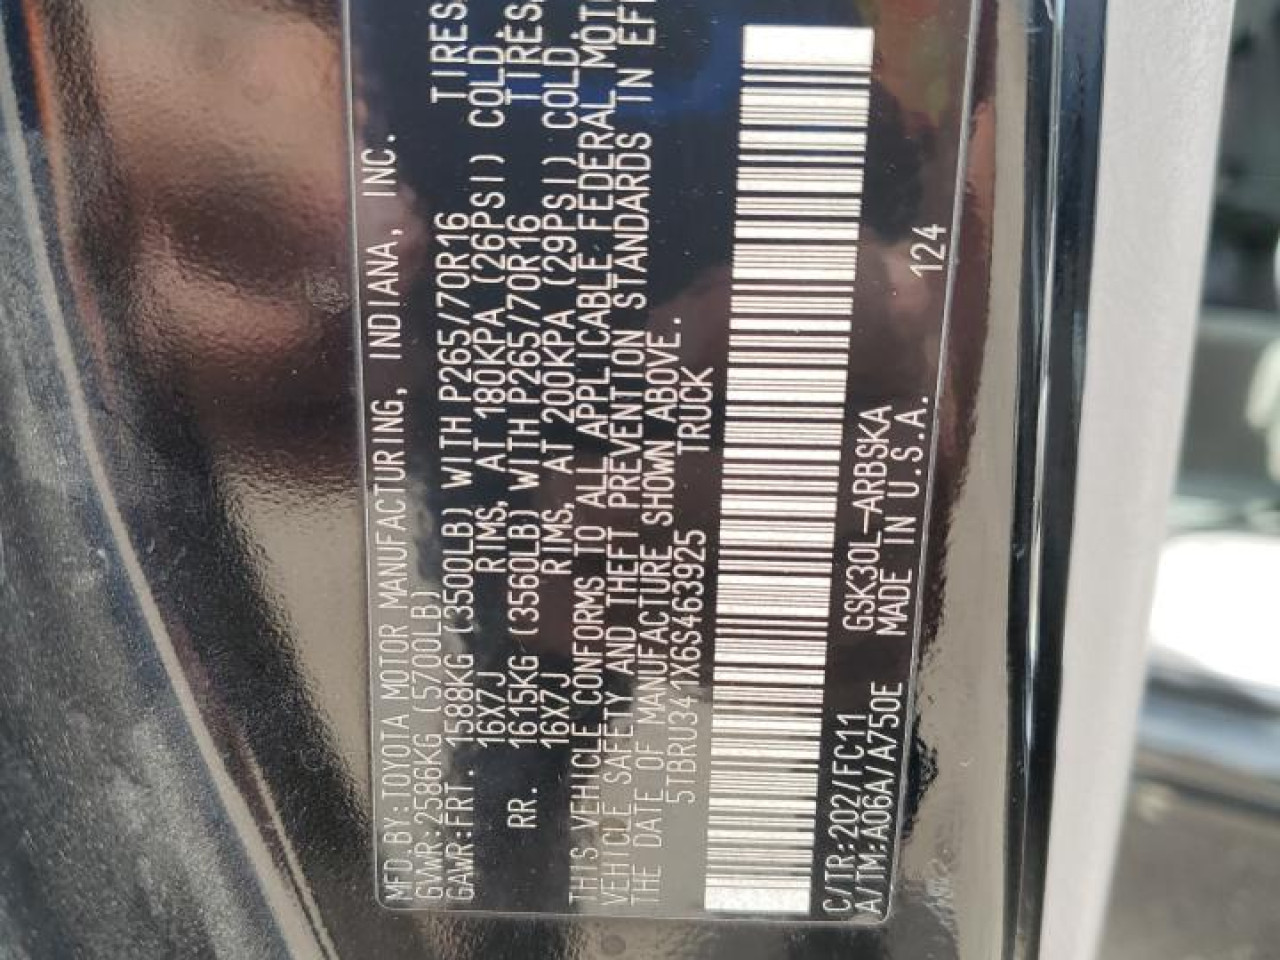 MFD.BY:TOYOTA MOTOR MANUFACTURING, INDIANA, INC.
GVWR:2586KG (5700LB)
GAWR:FRT. 1588KG (3500LB) WITH P265/70R16 TIRES,
16X7J RIMS, AT 180KPA (26PSI) COLD.
RR. 1615KG (3560LB) WITH P265/70R16 TIRES,
16X7J RIMS, AT 200KPA (29PSI) COLD.
THIS VEHICLE CONFORMS TO ALL APPLICABLE FEDERAL MOT
VEHICLE SAFETY AND THEFT PREVENTION STANDARDS IN EF
THE DATE OF MANUFACTURE SHOWN ABOVE.
5TBRU341X6S463925 TRUCK
C/TR:202/FC11 GSK30L-ARBSKA 124
A/TM:A06A/A750E MADE IN U.S.A.